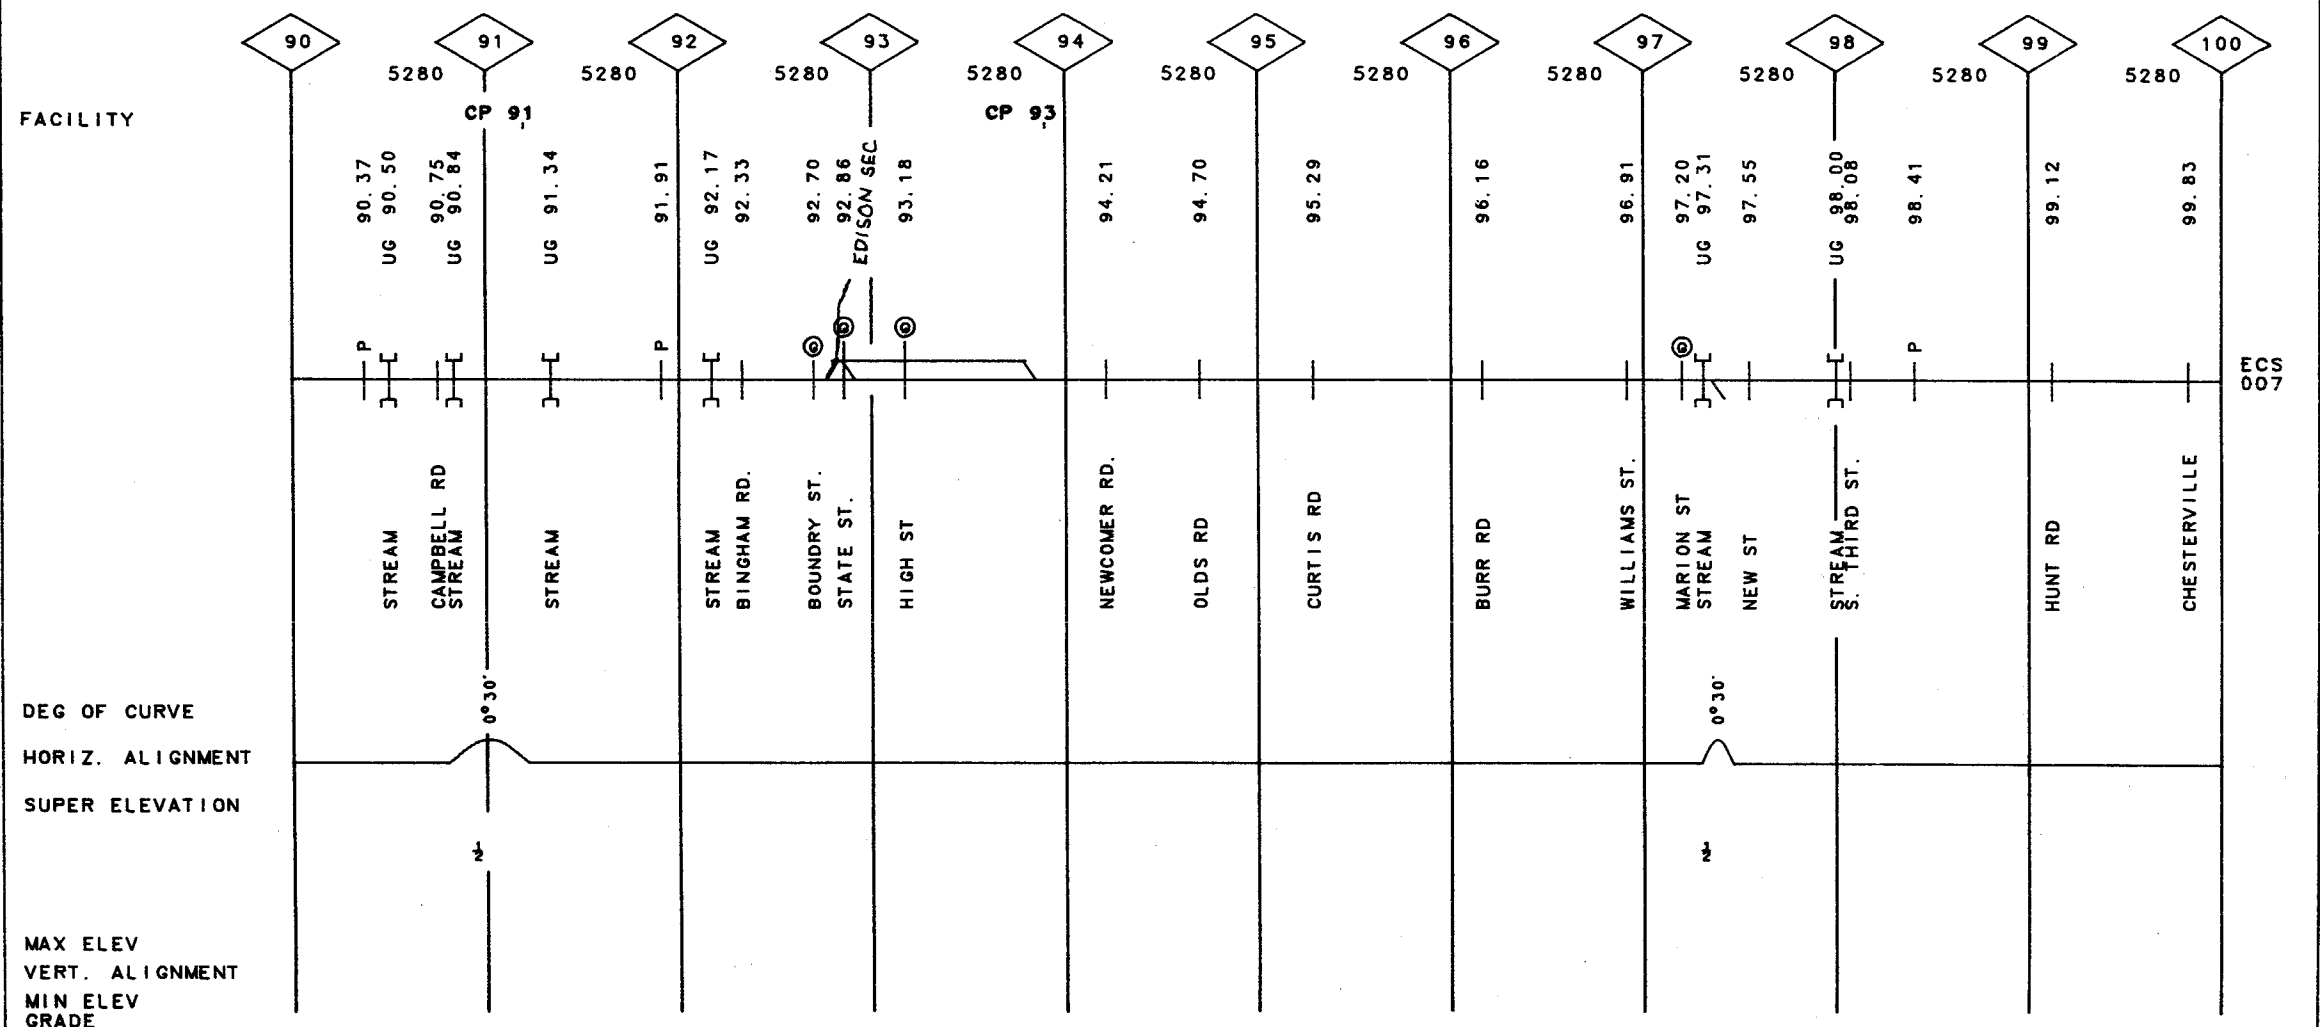 90 91 92 93 94 95 96 97 98 99 100
5280 5280 5280 5280 5280 5280 5280 5280 5280 5280
CP 91 CP 93
FACILITY
90.37
UG 90.50
90.75
UG 90.84
UG 91.34
91.91
UG 92.17
92.33
92.70
92.86
EDISON SEC
93.18
94.21
94.70
95.29
96.16
96.91
97.20
UG 97.31
97.55
UG 98.00
98.08
98.41
99.12
99.83
P P P
ECS
007
STREAM
CAMPBELL RD
STREAM
STREAM
STREAM
BINGHAM RD.
BOUNDRY ST.
STATE ST.
HIGH ST
NEWCOMER RD.
OLDS RD
CURTIS RD
BURR RD
WILLIAMS ST.
MARION ST
STREAM
NEW ST
STREAM
S. THIRD ST.
HUNT RD
CHESTERVILLE
DEG OF CURVE 0°30' 0°30'
HORIZ. ALIGNMENT
SUPER ELEVATION
½ ½
MAX ELEV
VERT. ALIGNMENT
MIN ELEV
GRADE